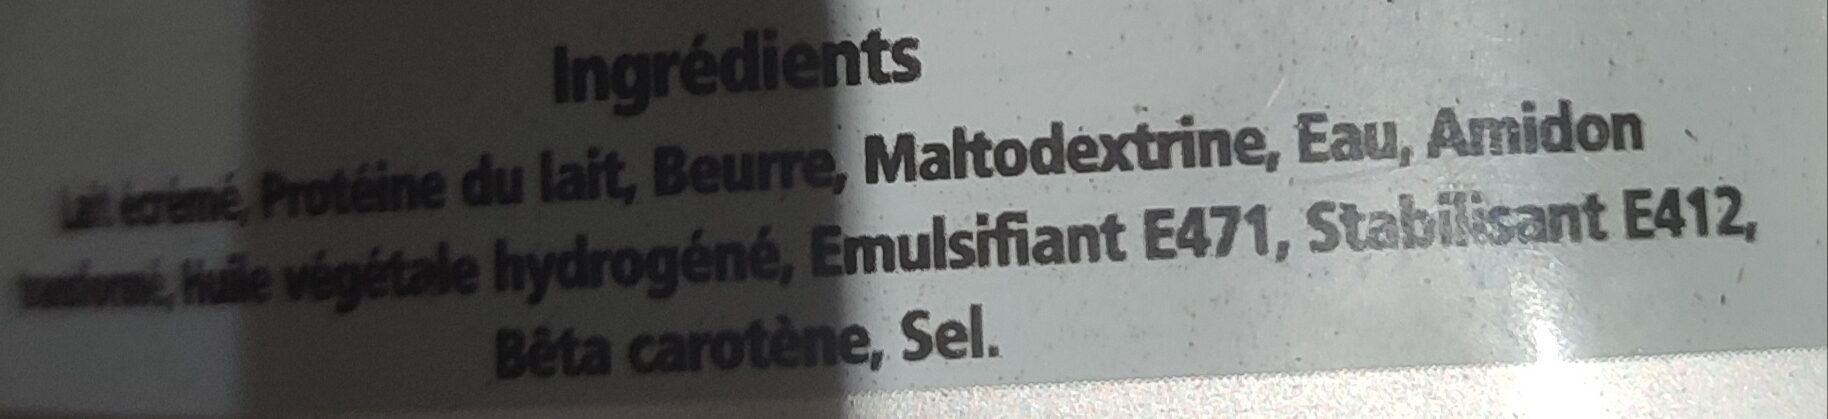 Ingrédients
Lait écrémé, Protéine du lait, Beurre, Maltodextrine, Eau, Amidon
transformé, Huile végétale hydrogéné, Emulsifiant E471, Stabilisant E412,
Bêta carotène, Sel.